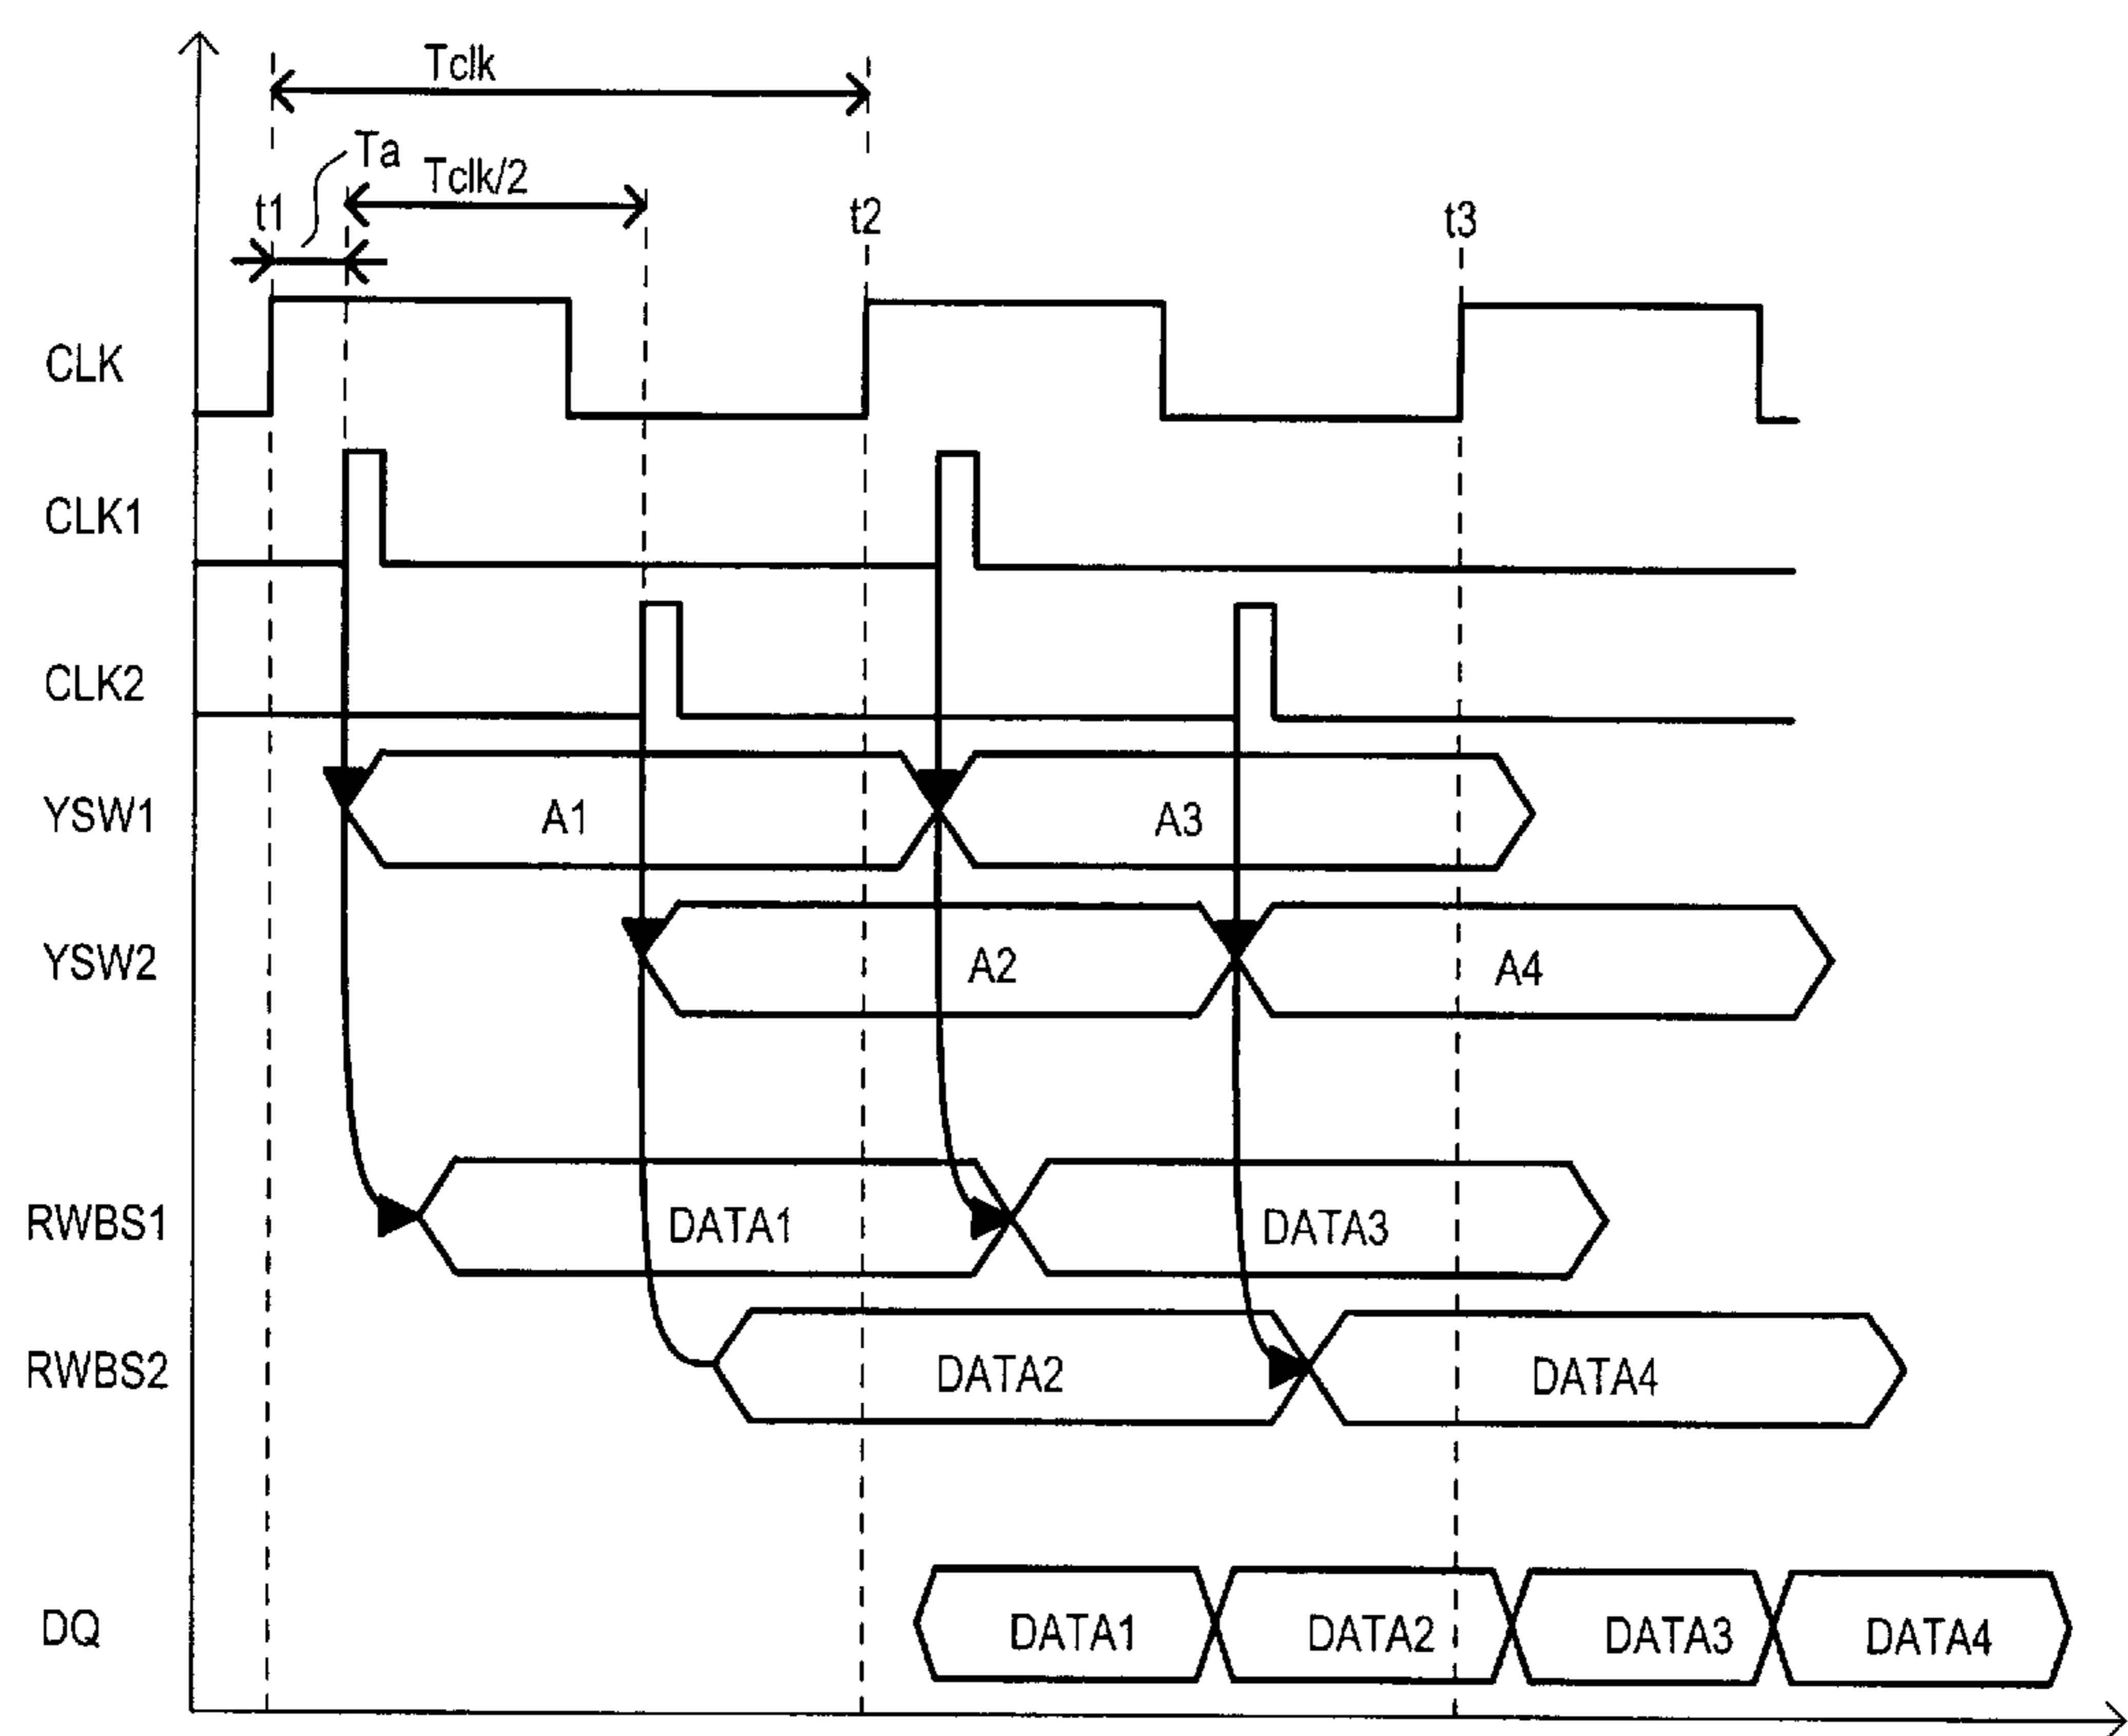 Tclk
Ta
Tclk/2
t1
t2
t3
CLK
CLK1
CLK2
YSW1
A1
A3
YSW2
A2
A4
RWBS1
DATA1
DATA3
RWBS2
DATA2
DATA4
DQ
DATA1
DATA2
DATA3
DATA4